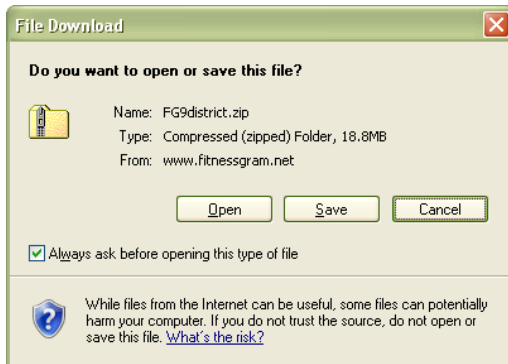 File Download
Do you want to open or save this file?
Name: FG9district.zip
Type: Compressed (zipped) Folder, 18.8MB
From: www.fitnessgram.net
Open Save Cancel
Always ask before opening this type of file
While files from the Internet can be useful, some files can potentially
harm your computer. If you do not trust the source, do not open or
save this file. What's the risk?